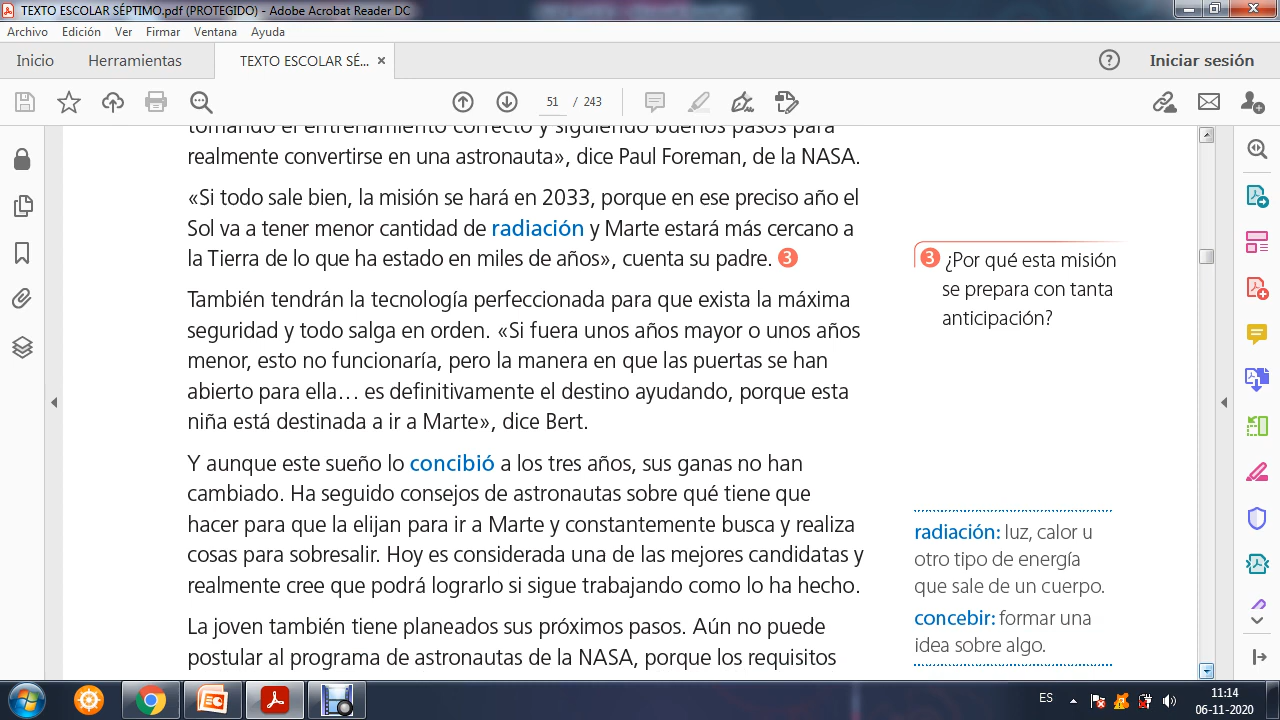 TEXTO ESCOLAR SÉPTIMO.pdf (PROTEGIDO) - Adobe Acrobat Reader DC
Archivo Edición Ver Firmar Ventana Ayuda
Inicio Herramientas TEXTO ESCOLAR SÉ... × Iniciar sesión
51 / 243
tomando el entrenamiento correcto y siguiendo buenos pasos para
realmente convertirse en una astronauta», dice Paul Foreman, de la NASA.
«Si todo sale bien, la misión se hará en 2033, porque en ese preciso año el
Sol va a tener menor cantidad de radiación y Marte estará más cercano a
la Tierra de lo que ha estado en miles de años», cuenta su padre. 3
También tendrán la tecnología perfeccionada para que exista la máxima
seguridad y todo salga en orden. «Si fuera unos años mayor o unos años
menor, esto no funcionaría, pero la manera en que las puertas se han
abierto para ella... es definitivamente el destino ayudando, porque esta
niña está destinada a ir a Marte», dice Bert.
Y aunque este sueño lo concibió a los tres años, sus ganas no han
cambiado. Ha seguido consejos de astronautas sobre qué tiene que
hacer para que la elijan para ir a Marte y constantemente busca y realiza
cosas para sobresalir. Hoy es considerada una de las mejores candidatas y
realmente cree que podrá lograrlo si sigue trabajando como lo ha hecho.
La joven también tiene planeados sus próximos pasos. Aún no puede
postular al programa de astronautas de la NASA, porque los requisitos
3 ¿Por qué esta misión
se prepara con tanta
anticipación?
radiación: luz, calor u
otro tipo de energía
que sale de un cuerpo.
concebir: formar una
idea sobre algo.
ES
11:14
06-11-2020